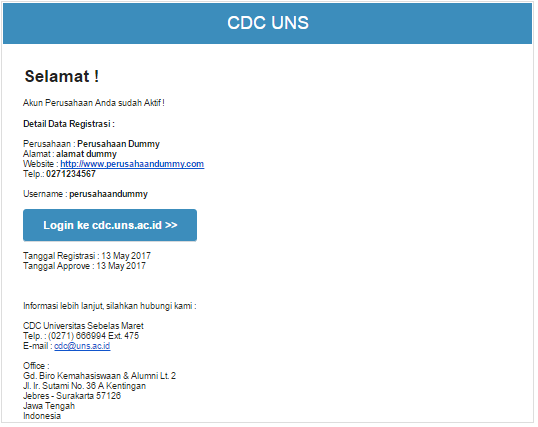 CDC UNS
Selamat !
Akun Perusahaan Anda sudah Aktif !
Detail Data Registrasi :
Perusahaan : Perusahaan Dummy
Alamat : alamat dummy
Website : http://www.perusahaandummy.com
Telp.: 0271234567
Username : perusahaandummy
Login ke cdc.uns.ac.id >>
Tanggal Registrasi : 13 May 2017
Tanggal Approve : 13 May 2017
Informasi lebih lanjut, silahkan hubungi kami :
CDC Universitas Sebelas Maret
Telp. : (0271) 666994 Ext. 475
E-mail : cdc@uns.ac.id
Office :
Gd. Biro Kemahasiswaan & Alumni Lt. 2
Jl. Ir. Sutami No. 36 A Kentingan
Jebres - Surakarta 57126
Jawa Tengah
Indonesia